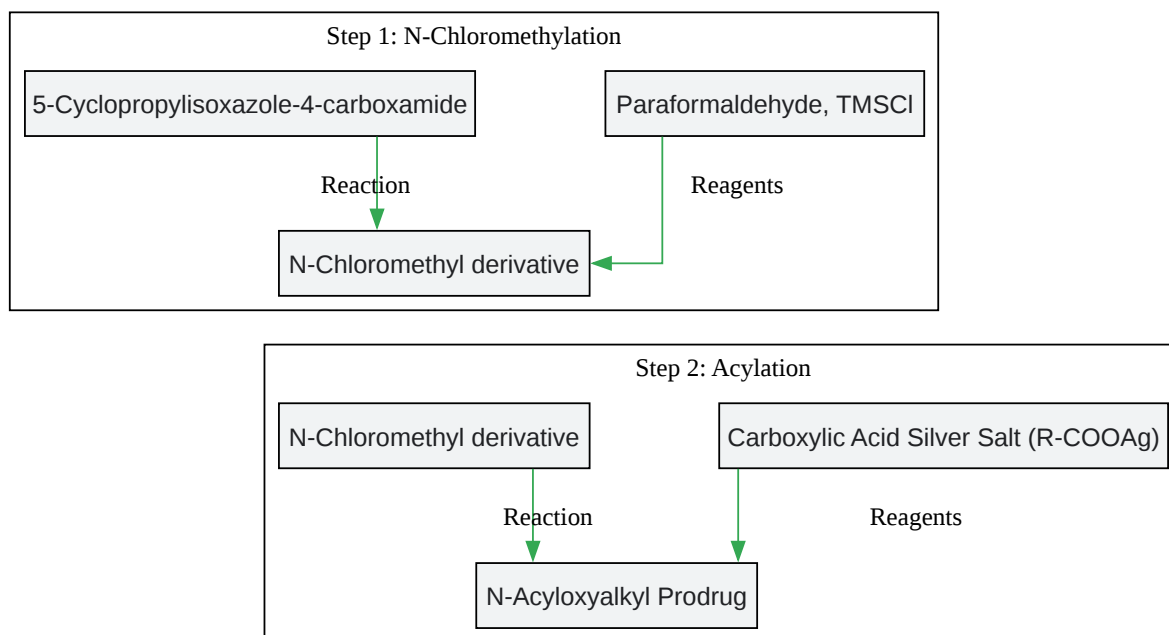 Step 1: N-Chloromethylation
5-Cyclopropylisoxazole-4-carboxamide
Paraformaldehyde, TMSCl
Reaction
Reagents
N-Chloromethyl derivative
Step 2: Acylation
N-Chloromethyl derivative
Carboxylic Acid Silver Salt (R-COOAg)
Reaction
Reagents
N-Acyloxyalkyl Prodrug